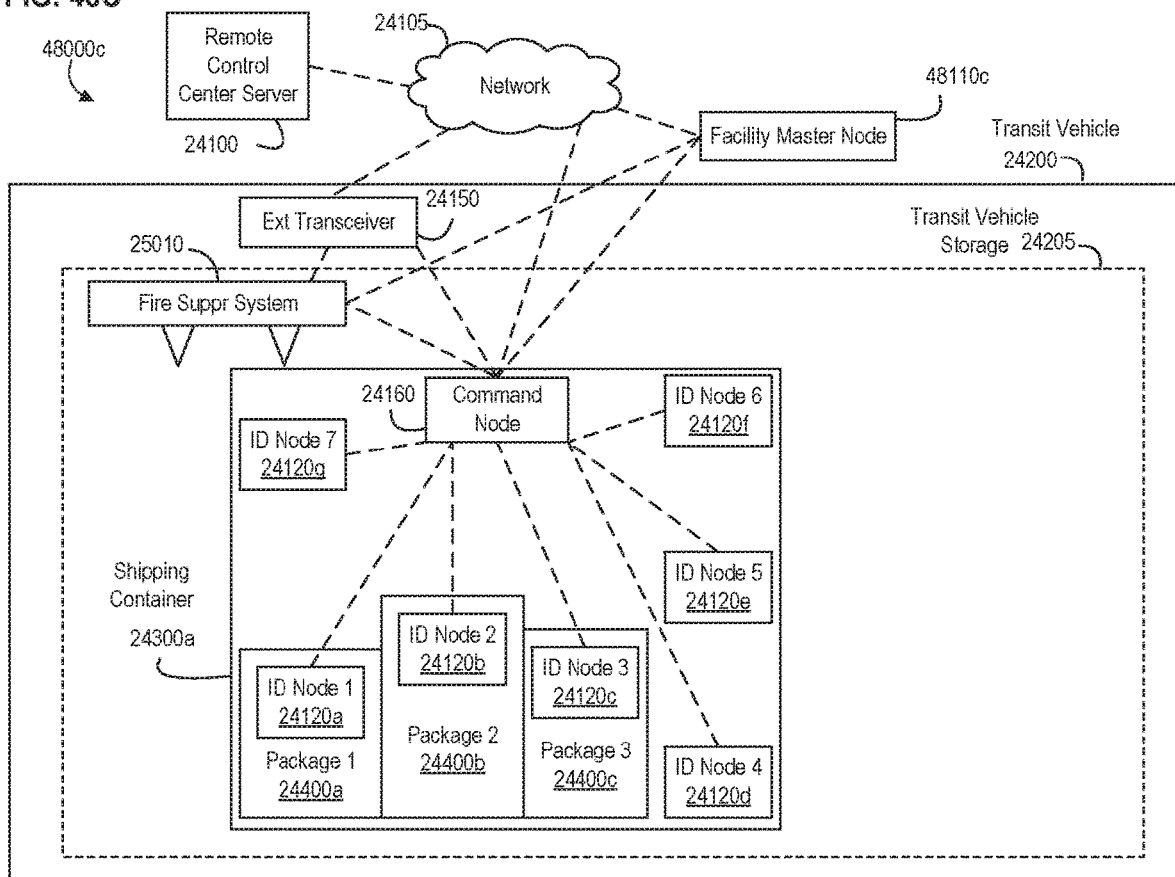 48000c
Remote
Control
Center Server
24100
24105
Network
48110c
Facility Master Node
Transit Vehicle
24200
24150
Ext Transceiver
Transit Vehicle
Storage 24205
25010
Fire Suppr System
24160
Command
Node
ID Node 6
24120f
ID Node 7
24120g
ID Node 5
24120e
Shipping
Container
24300a
ID Node 2
24120b
ID Node 1
24120a
ID Node 3
24120c
Package 1
24400a
Package 2
24400b
Package 3
24400c
ID Node 4
24120d